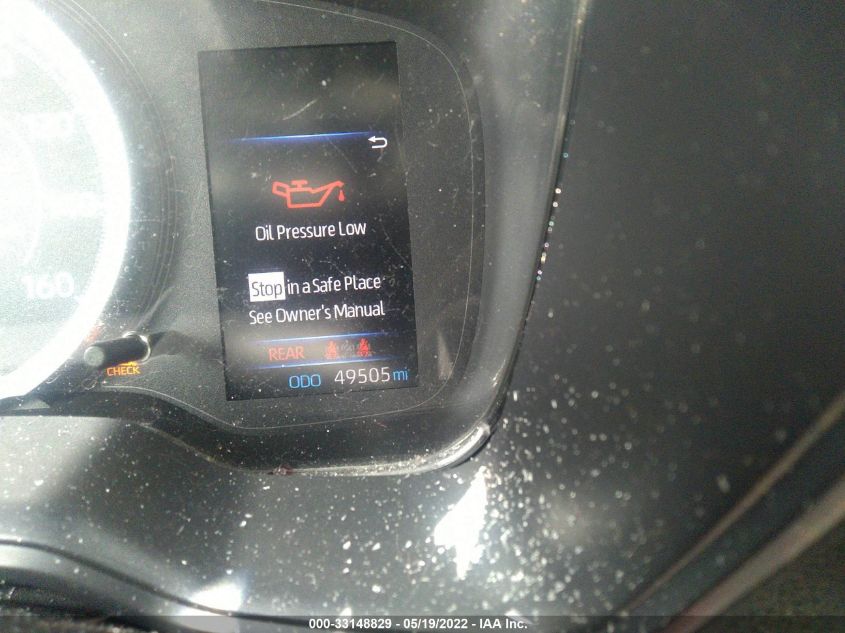 160
Oil Pressure Low
Stop in a Safe Place
See Owner's Manual
REAR
CHECK
ODO 49505 mi
000-33148829 - 05/19/2022 - IAA Inc.